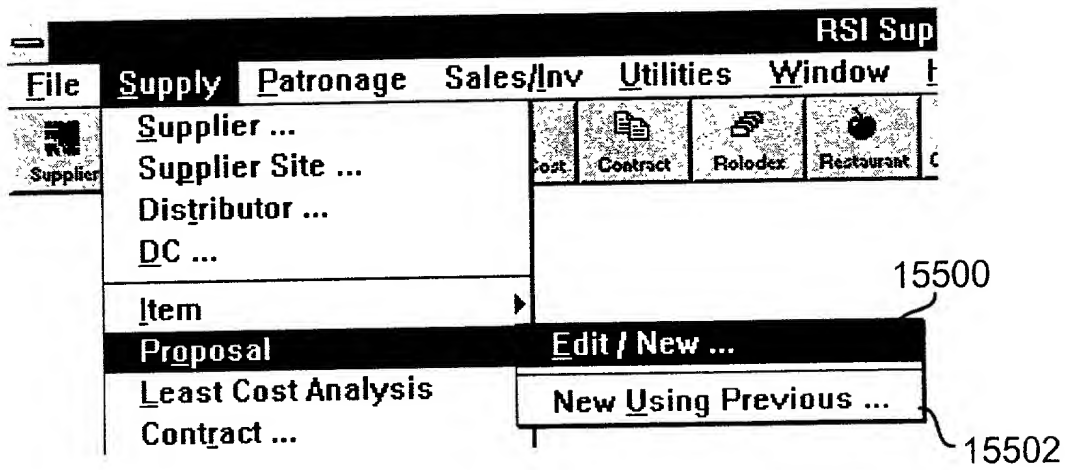 RSI Sup
File Supply Patronage Sales/Inv Utilities Window
Supplier Cost Contract Rolodex Restaurant
Supplier ...
Supplier Site ...
Distributor ...
DC ...
Item
Proposal
Least Cost Analysis
Contract ...
Edit / New ...
New Using Previous ...
15500
15502